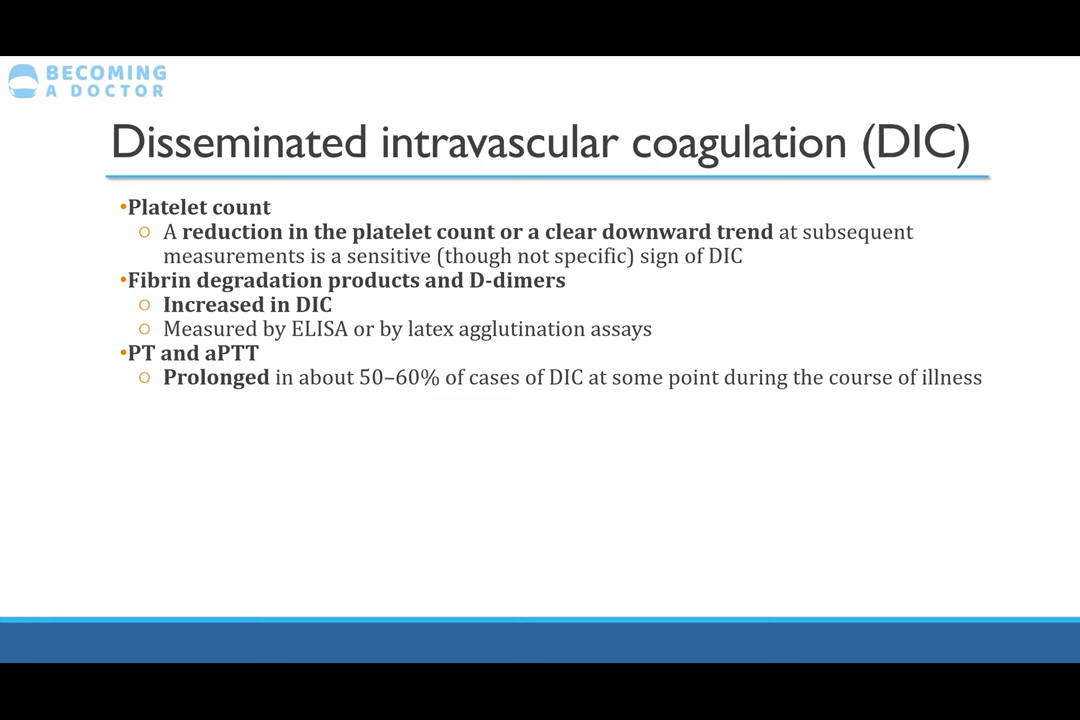 BECOMING
A DOCTOR
Disseminated intravascular coagulation (DIC)
•Platelet count
○ A reduction in the platelet count or a clear downward trend at subsequent
measurements is a sensitive (though not specific) sign of DIC
•Fibrin degradation products and D-dimers
○ Increased in DIC
○ Measured by ELISA or by latex agglutination assays
•PT and aPTT
○ Prolonged in about 50–60% of cases of DIC at some point during the course of illness